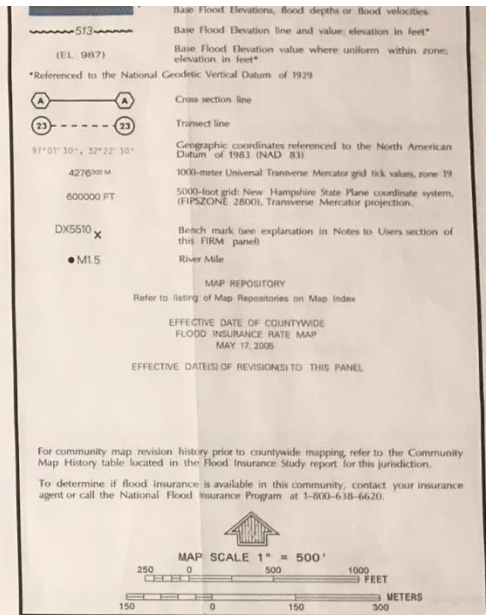 Base Flood Elevations, flood depths or flood velocities.
513
Base Flood Elevation line and value; elevation in feet*
(EL 987)
Base Flood Elevation value where uniform within zone;
elevation in feet*
*Referenced to the National Geodetic Vertical Datum of 1929
A A
Cross section line
23 23
Transect line
97°07'30", 32°22'30"
Geographic coordinates referenced to the North American
Datum of 1983 (NAD 83)
4276000 M
1000-meter Universal Transverse Mercator grid tick values, zone 19
600000 FT
5000-foot grid: New Hampshire State Plane coordinate system,
(FIPSZONE 2800), Transverse Mercator projection.
DX5510 x
Bench mark (see explanation in Notes to Users section of
this FIRM panel)
●M1.5
River Mile
MAP REPOSITORY
Refer to listing of Map Repositories on Map Index
EFFECTIVE DATE OF COUNTYWIDE
FLOOD INSURANCE RATE MAP
MAY 17, 2005
EFFECTIVE DATE(S) OF REVISION(S) TO THIS PANEL
For community map revision history prior to countywide mapping, refer to the Community
Map History table located in the Flood Insurance Study report for this jurisdiction.
To determine if flood insurance is available in this community, contact your insurance
agent or call the National Flood Insurance Program at 1-800-638-6620.
MAP SCALE 1" = 500'
250 0 500 1000
FEET
METERS
150 0 150 300